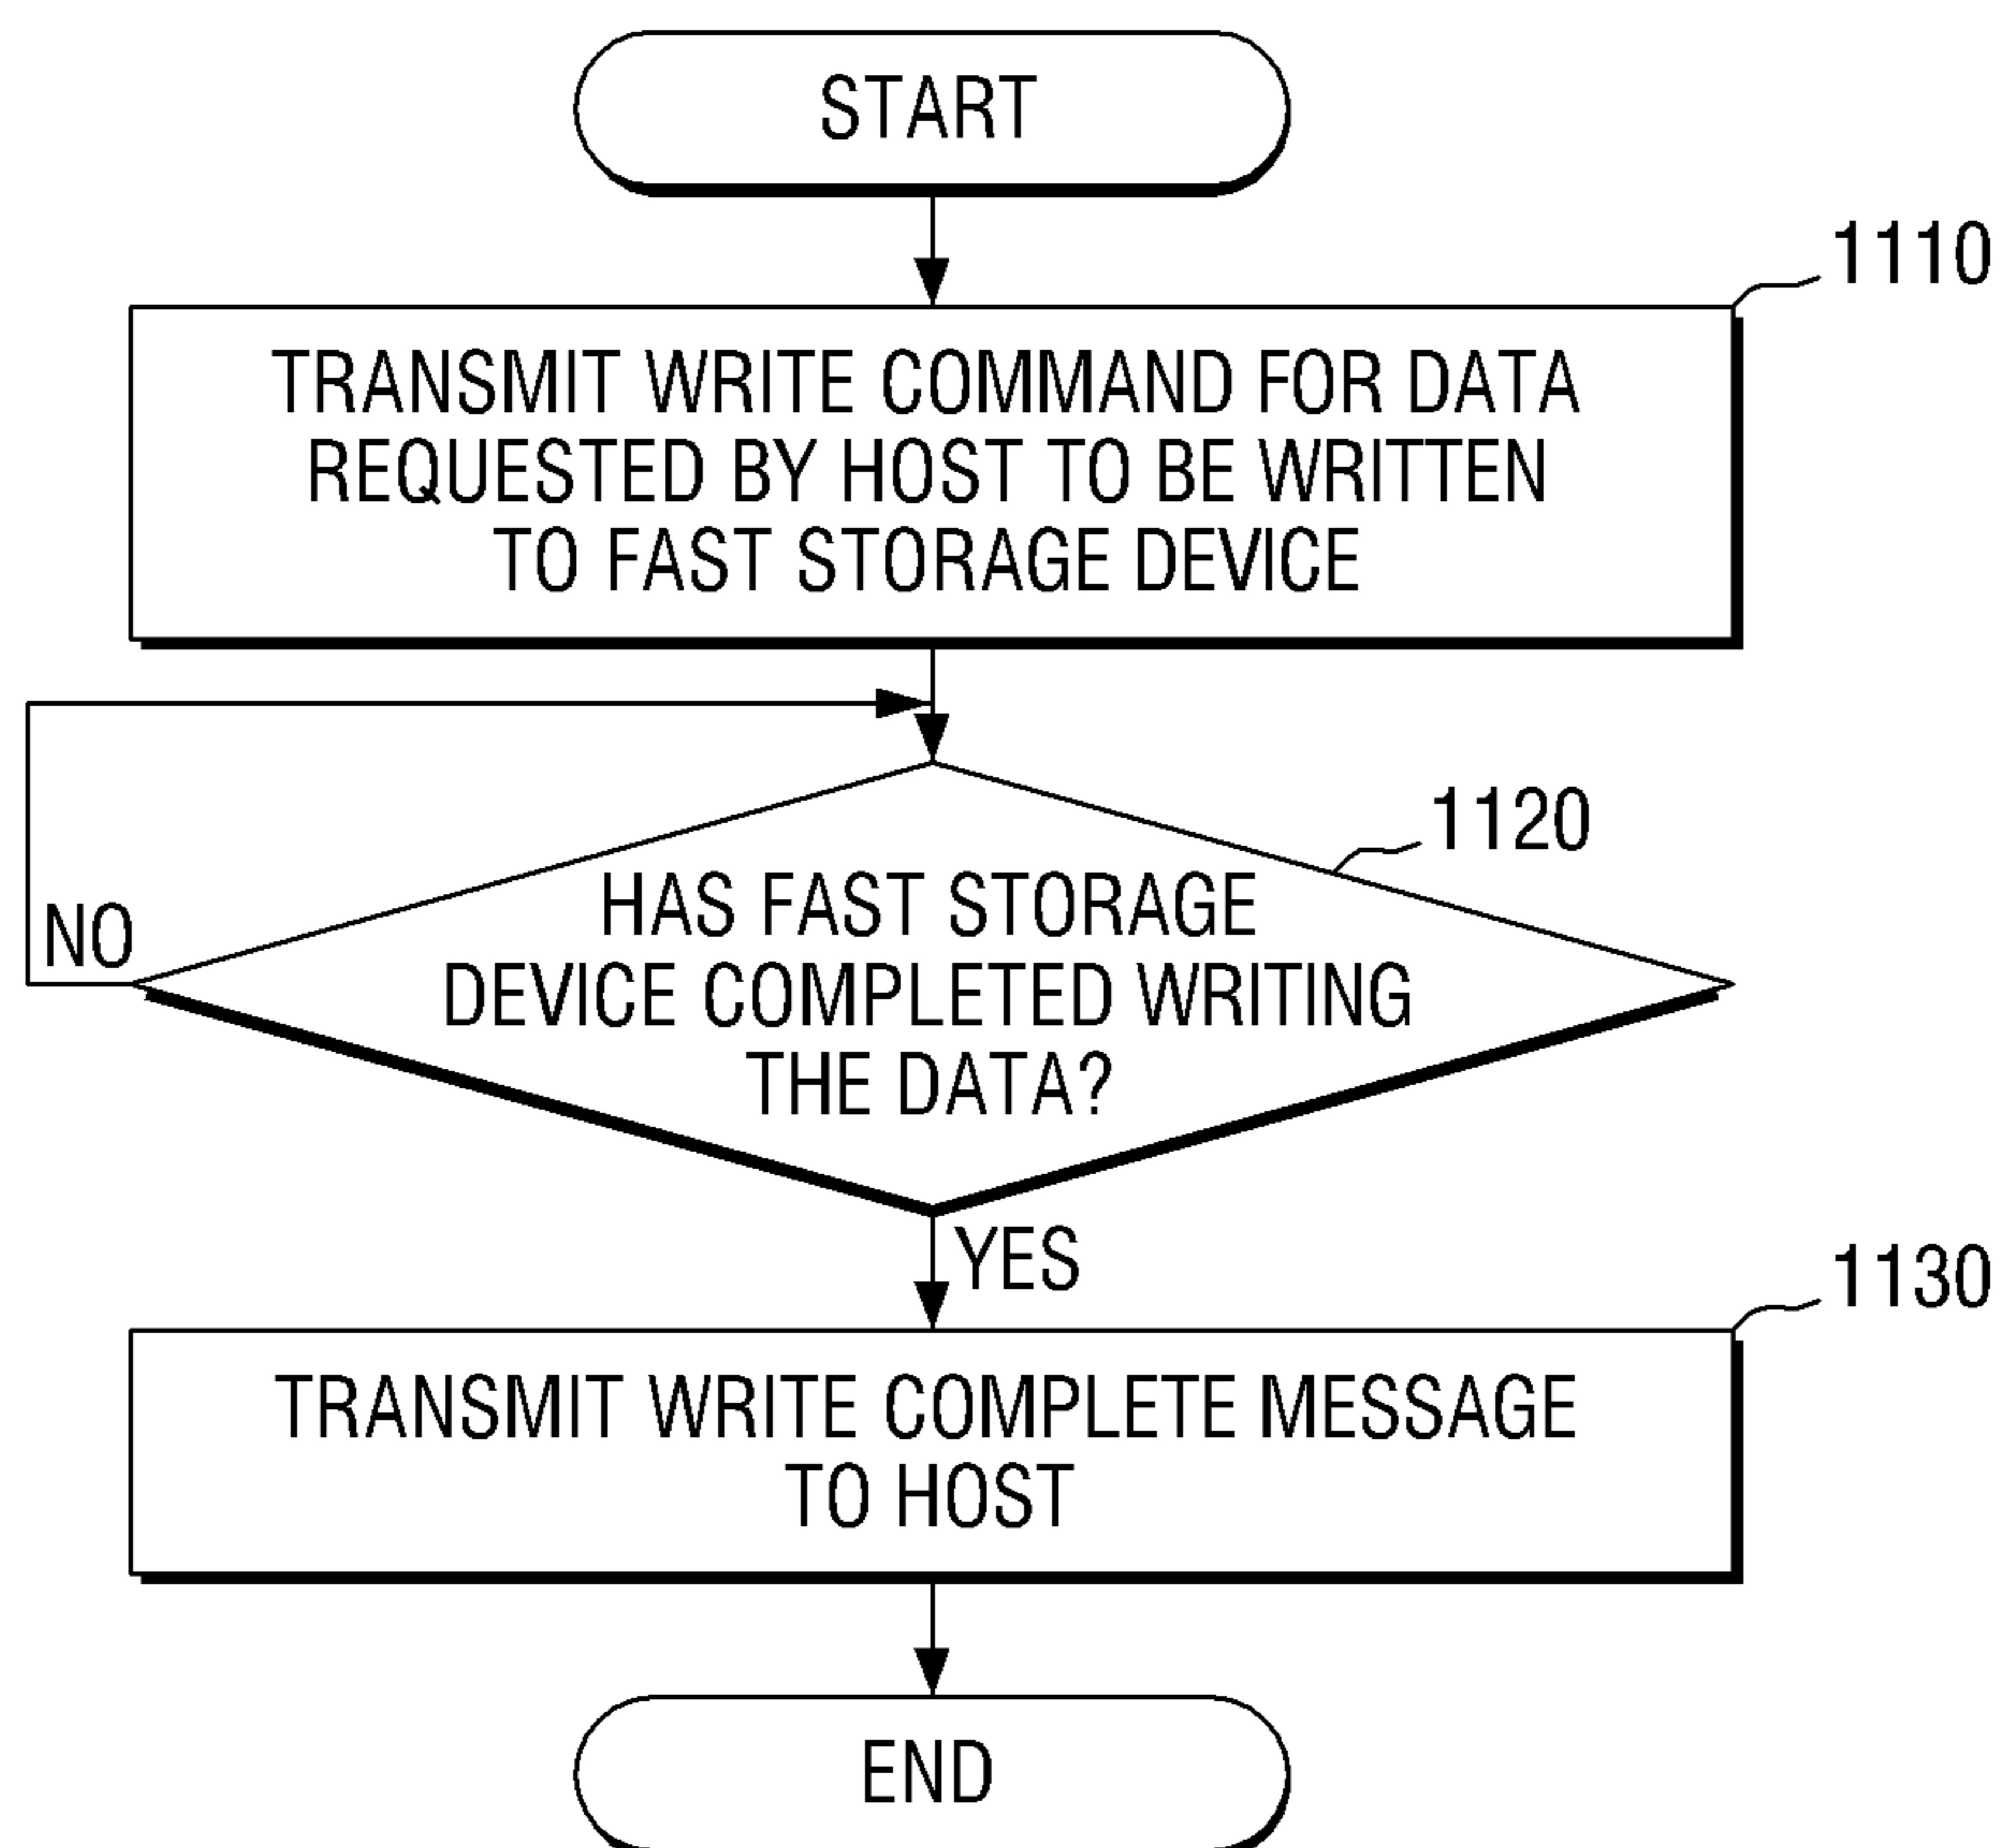 START
1110
TRANSMIT WRITE COMMAND FOR DATA
REQUESTED BY HOST TO BE WRITTEN
TO FAST STORAGE DEVICE
1120
HAS FAST STORAGE
DEVICE COMPLETED WRITING
THE DATA?
NO
YES
1130
TRANSMIT WRITE COMPLETE MESSAGE
TO HOST
END